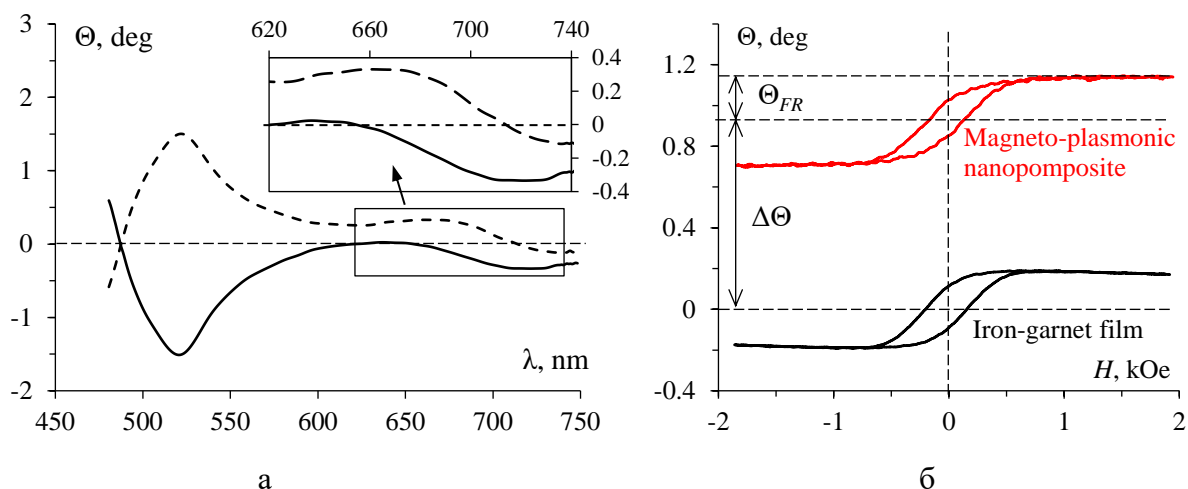 3
2
1
0
-1
-2
Θ, deg
620
660
700
740
0.4
0.2
0
-0.2
-0.4
λ, nm
450
500
550
600
650
700
750
а
Θ, deg
1.2
0.8
0.4
0
-0.4
Θ_FR
Magneto-plasmonic
nanopomposite
ΔΘ
Iron-garnet film
H, kOe
-2
-1
0
1
2
б